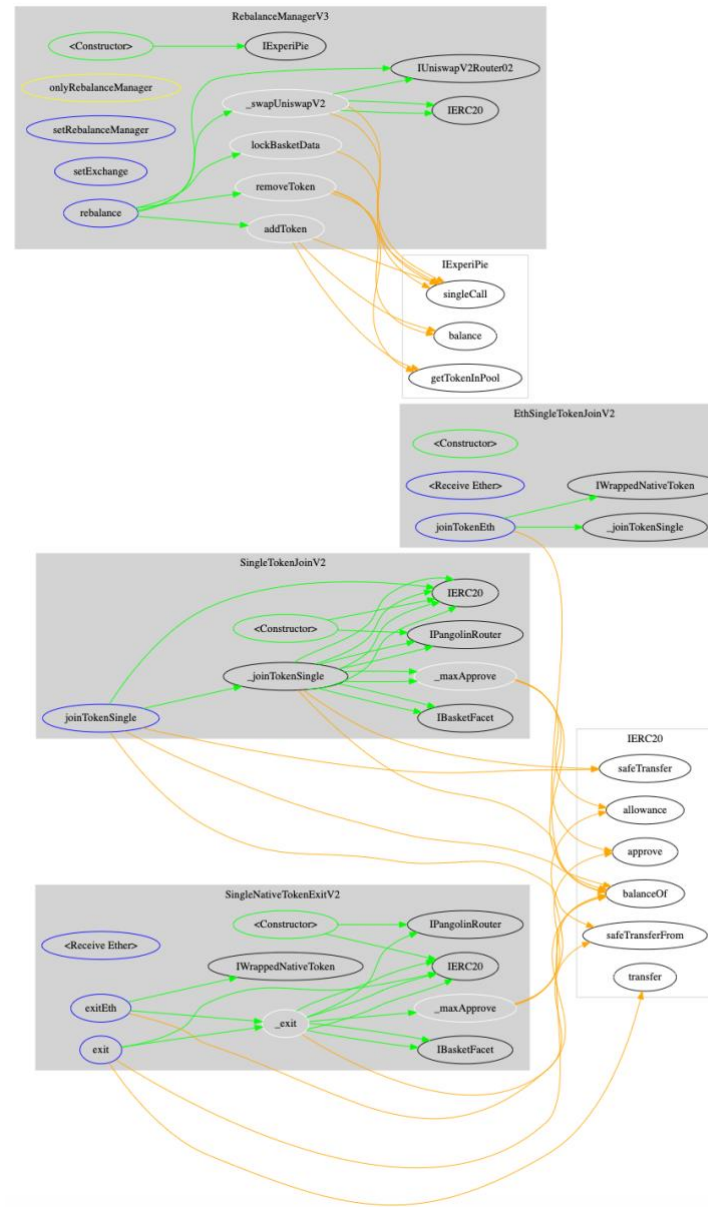 RebalanceManagerV3
<Constructor>
IExperiPie
onlyRebalanceManager
IUniswapV2Router02
_swapUniswapV2
IERC20
setRebalanceManager
lockBasketData
setExchange
removeToken
rebalance
addToken
IExperiPie
singleCall
balance
getTokenInPool
EthSingleTokenJoinV2
<Constructor>
<Receive Ether>
IWrappedNativeToken
joinTokenEth
_joinTokenSingle
SingleTokenJoinV2
IERC20
<Constructor>
IPangolinRouter
_joinTokenSingle
_maxApprove
joinTokenSingle
IBasketFacet
IERC20
safeTransfer
allowance
approve
balanceOf
safeTransferFrom
transfer
SingleNativeTokenExitV2
<Constructor>
IPangolinRouter
<Receive Ether>
IWrappedNativeToken
IERC20
exitEth
_maxApprove
_exit
exit
IBasketFacet